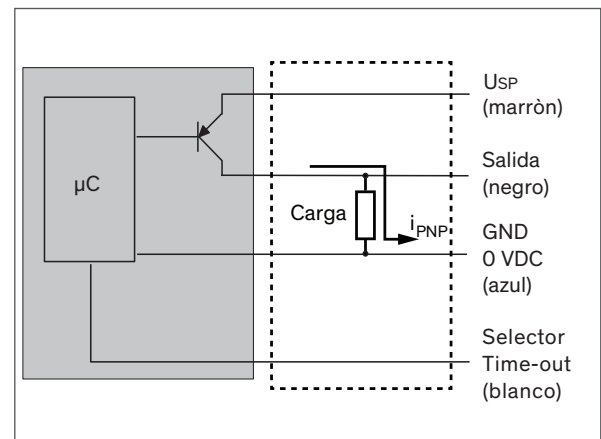 USP
(marròn)
Salida
(negro)
µC
Carga
iPNP
GND
0 VDC
(azul)
Selector
Time-out
(blanco)